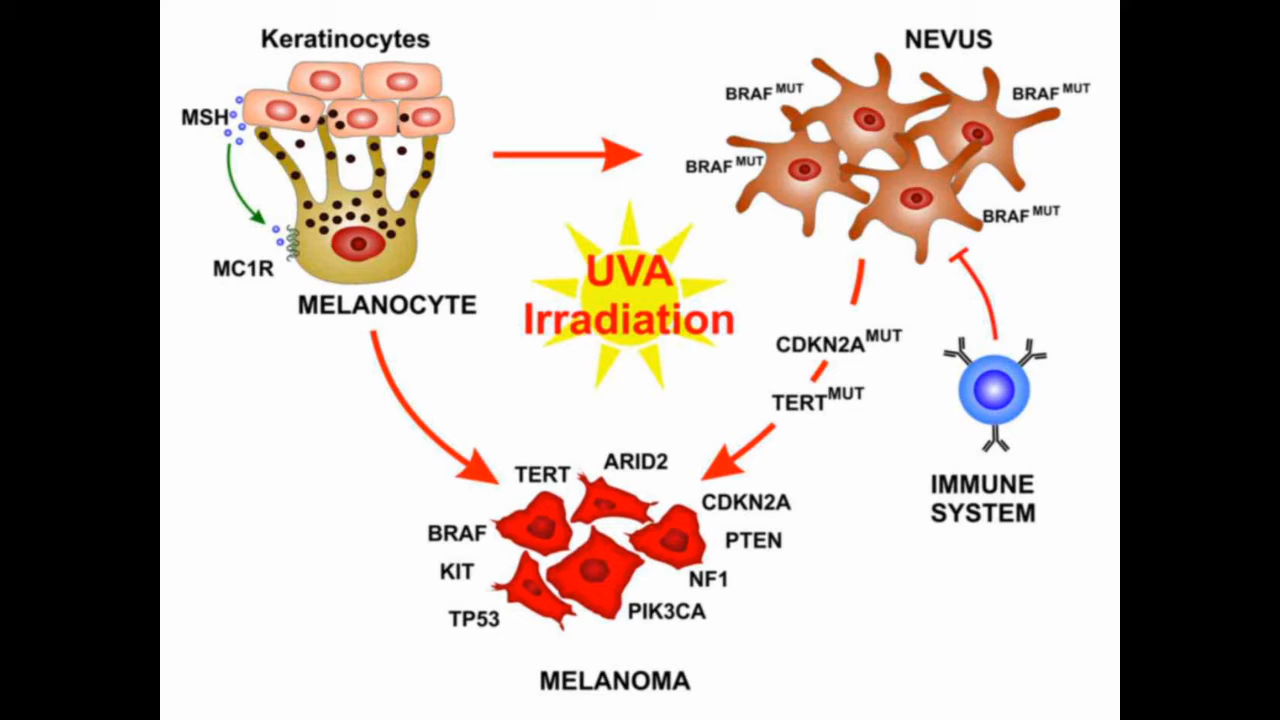 Keratinocytes
MSH
MC1R
MELANOCYTE
NEVUS
BRAF MUT
BRAF MUT
BRAF MUT
BRAF MUT
UVA
Irradiation
CDKN2A MUT
TERT MUT
IMMUNE
SYSTEM
TERT
ARID2
CDKN2A
BRAF
PTEN
KIT
NF1
TP53
PIK3CA
MELANOMA